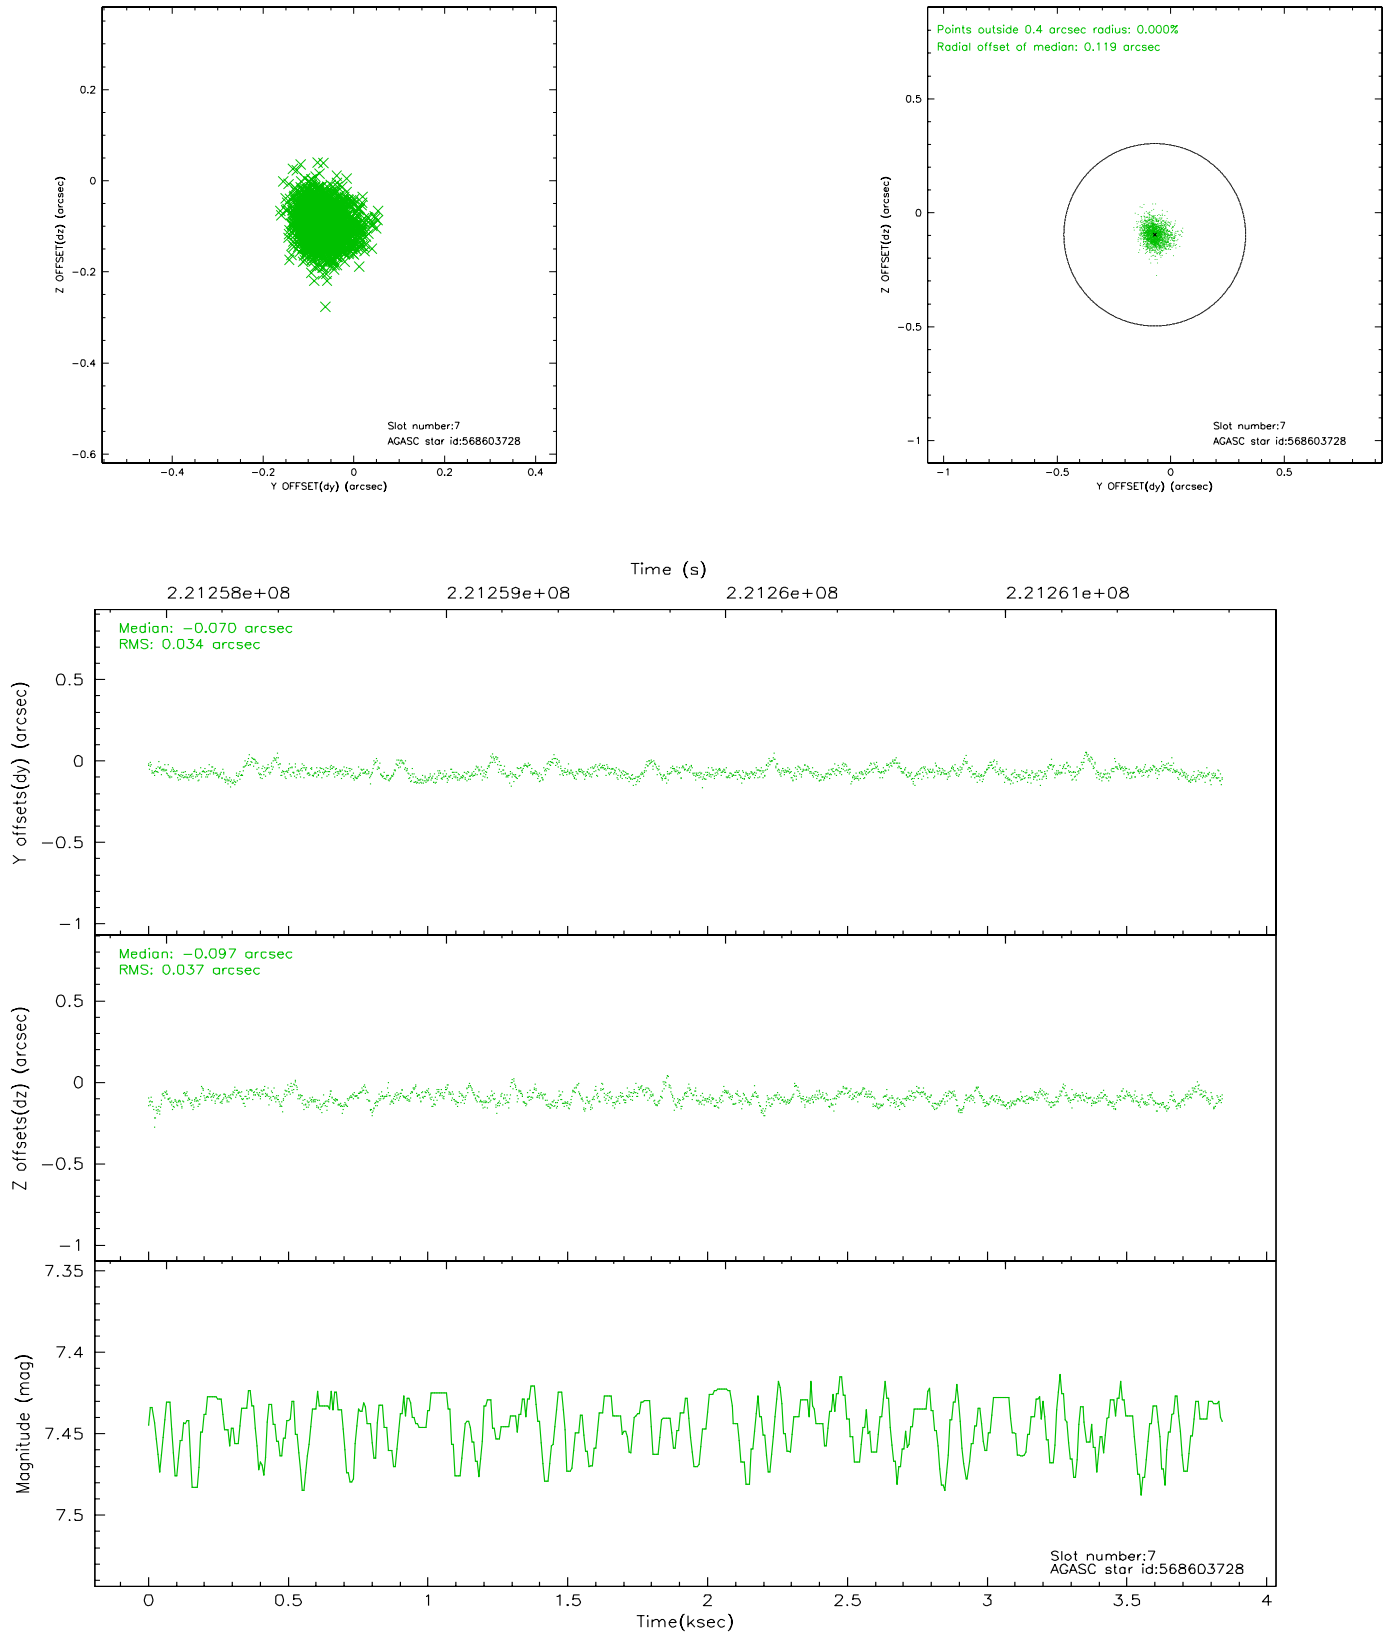 0.2
0
−0.2
−0.4
−0.6
Z OFFSET(dz) (arcsec)
Slot number:7
AGASC star id:568603728
−0.4 −0.2 0 0.2 0.4
Y OFFSET(dy) (arcsec)
Points outside 0.4 arcsec radius: 0.000%
Radial offset of median: 0.119 arcsec
0.5
0
−0.5
−1
Z OFFSET(dz) (arcsec)
Slot number:7
AGASC star id:568603728
−1 −0.5 0 0.5
Y OFFSET(dy) (arcsec)
Time (s)
2.21258e+08 2.21259e+08 2.2126e+08 2.21261e+08
Median: −0.070 arcsec
RMS: 0.034 arcsec
0.5
0
−0.5
−1
Y offsets(dy) (arcsec)
Median: −0.097 arcsec
RMS: 0.037 arcsec
0.5
0
−0.5
−1
Z offsets(dz) (arcsec)
7.35
7.4
7.45
7.5
Magnitude (mag)
Slot number:7
AGASC star id:568603728
0 0.5 1 1.5 2 2.5 3 3.5 4
Time(ksec)